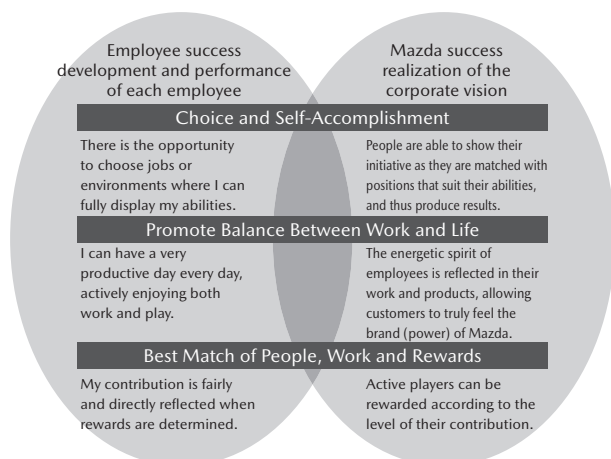 Employee success
development and performance
of each employee
Mazda success
realization of the
corporate vision
Choice and Self-Accomplishment
There is the opportunity
to choose jobs or
environments where I can
fully display my abilities.
People are able to show their
initiative as they are matched with
positions that suit their abilities,
and thus produce results.
Promote Balance Between Work and Life
I can have a very
productive day every day,
actively enjoying both
work and play.
The energetic spirit of
employees is reflected in their
work and products, allowing
customers to truly feel the
brand (power) of Mazda.
Best Match of People, Work and Rewards
My contribution is fairly
and directly reflected when
rewards are determined.
Active players can be
rewarded according to the
level of their contribution.